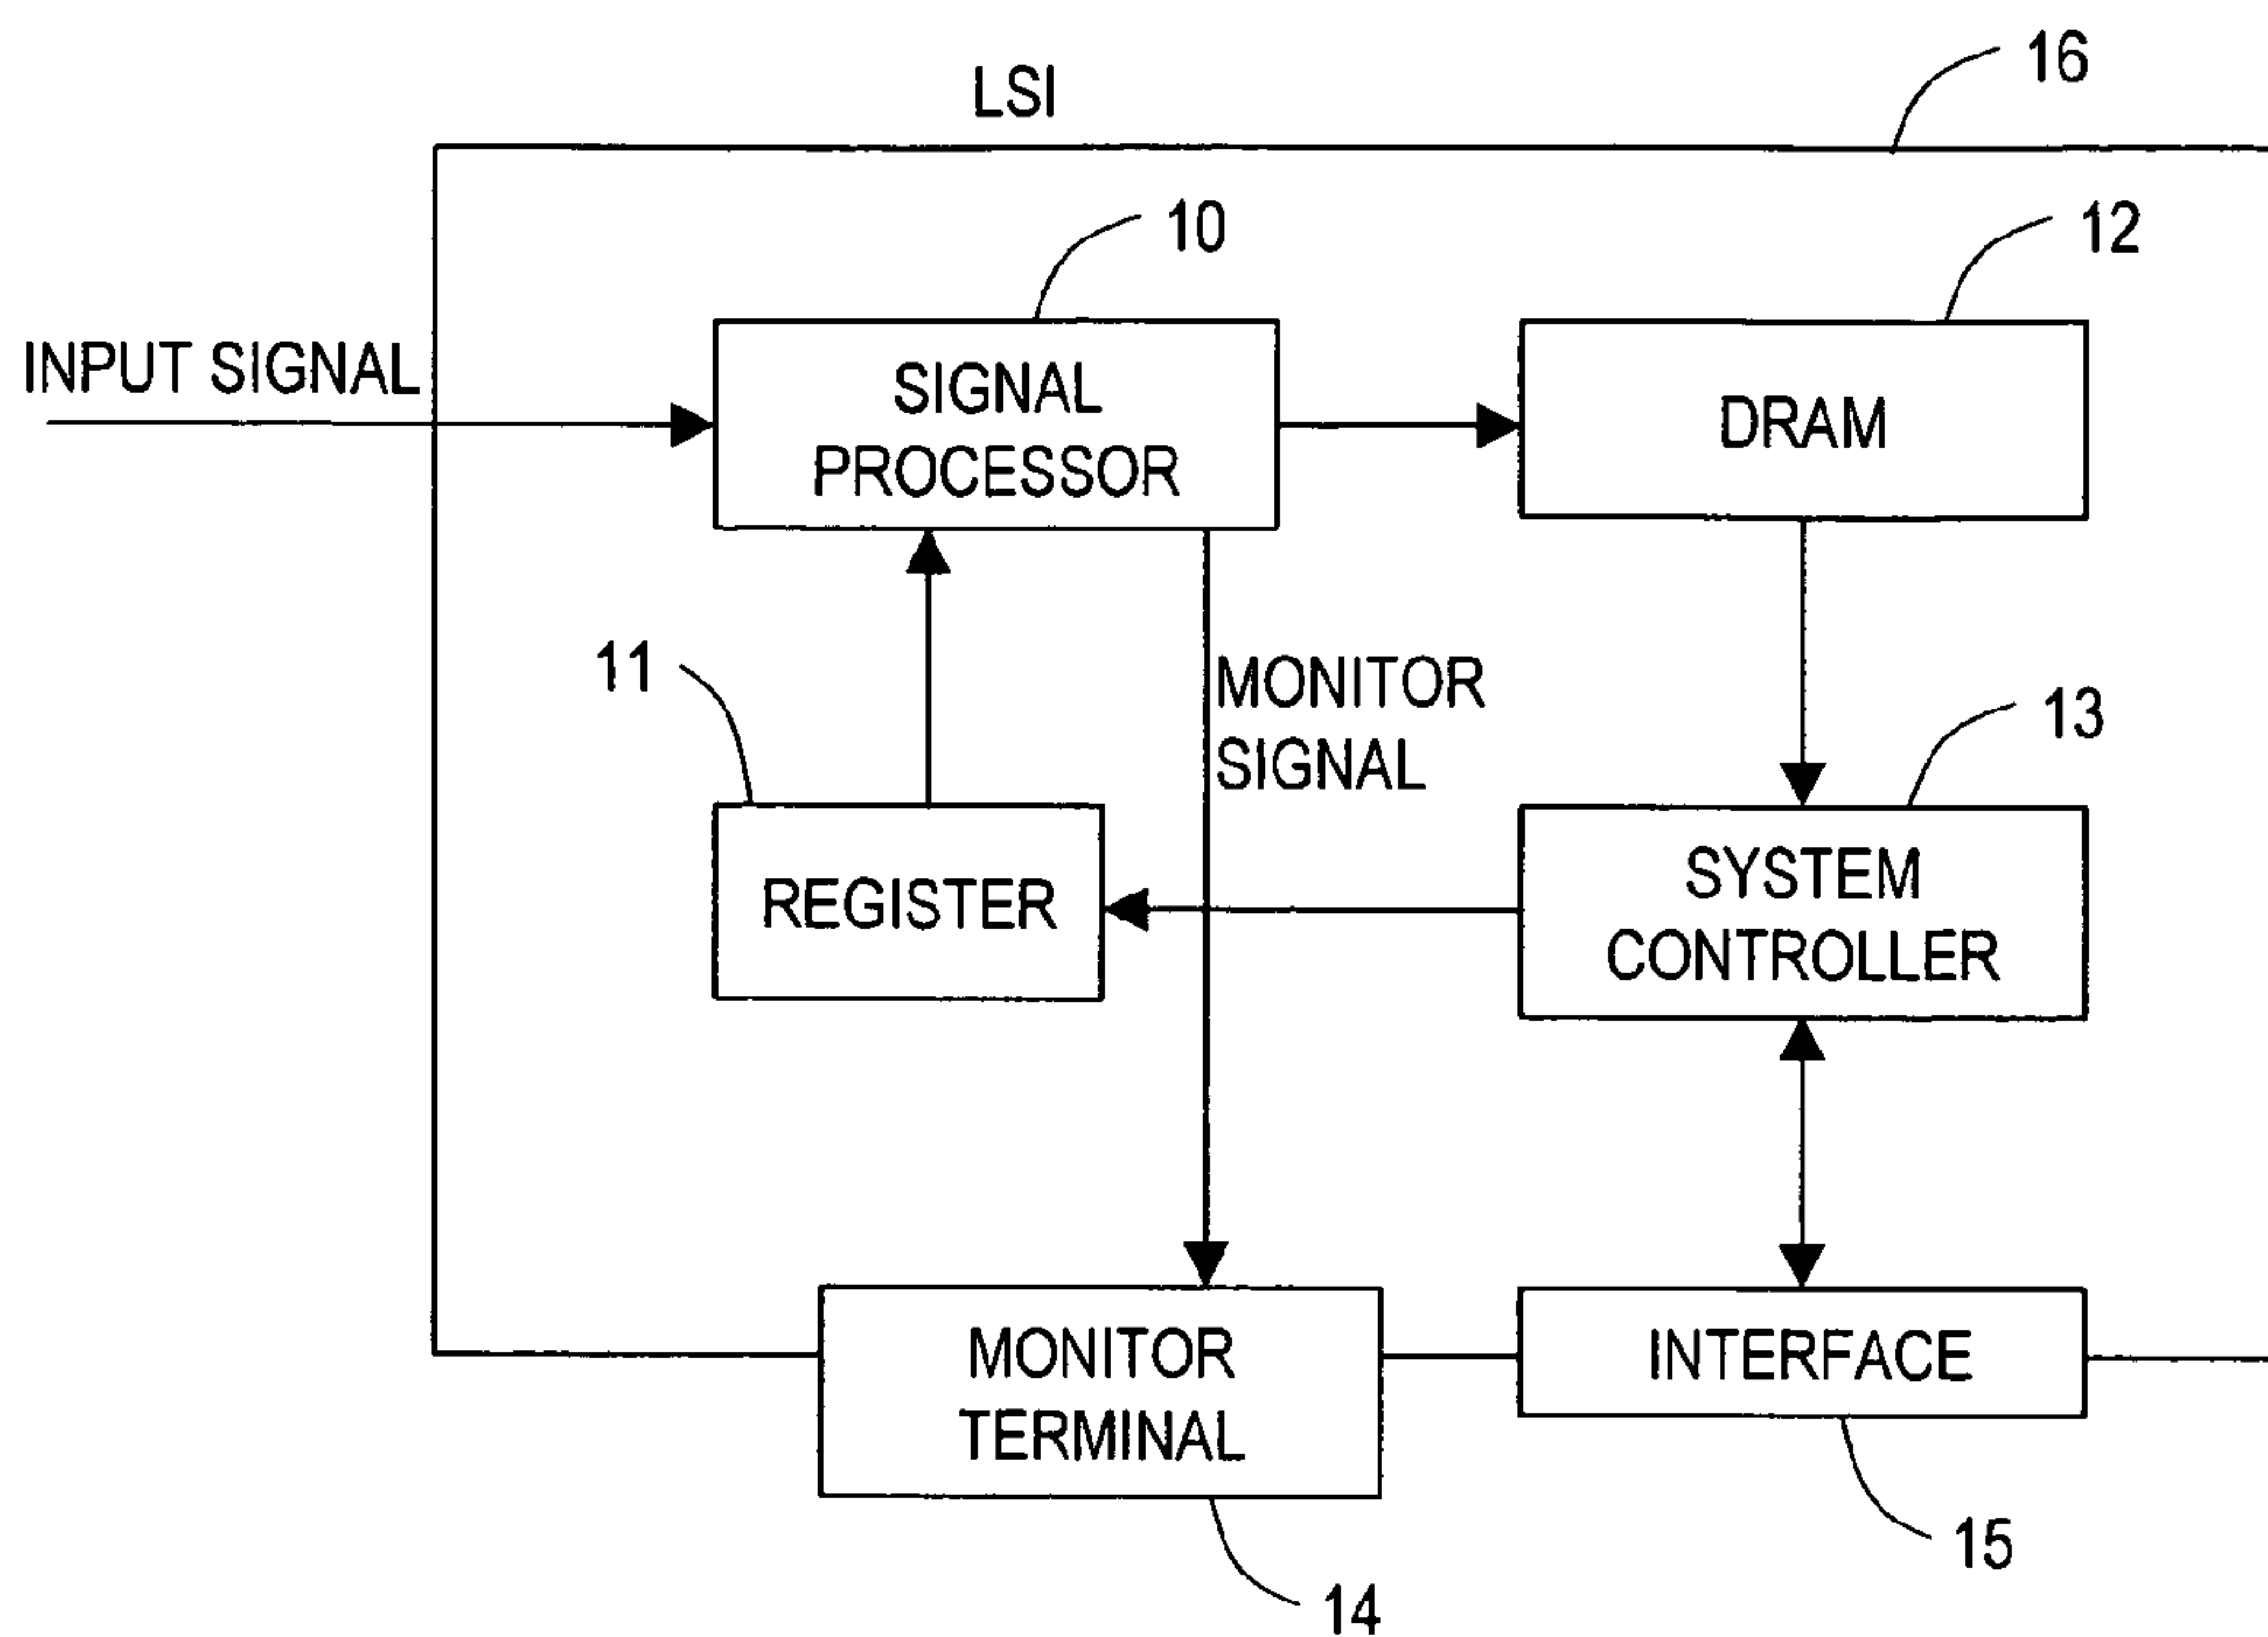 16
LSI
10
12
INPUT SIGNAL
SIGNAL
PROCESSOR
DRAM
11
MONITOR
SIGNAL
13
REGISTER
SYSTEM
CONTROLLER
MONITOR
TERMINAL
INTERFACE
15
14